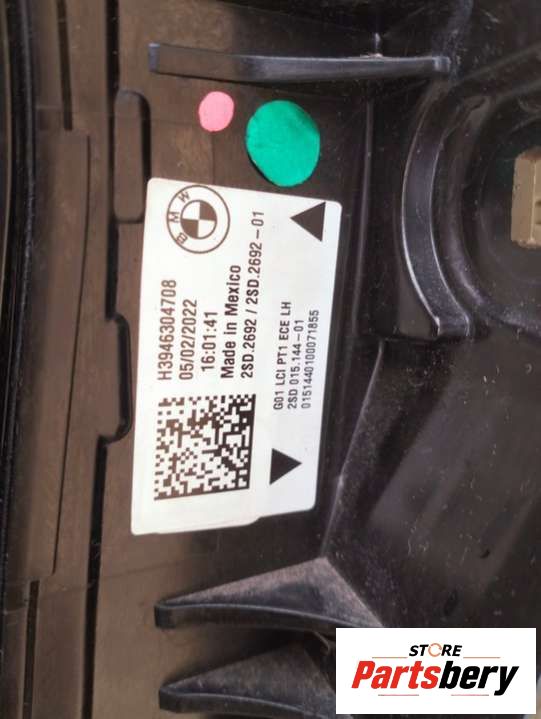 BMW
H3946304708
05/02/2022
16:01:41
Made in Mexico
2SD.2692 / 2SD.2692-01
G01 LCI PT1 ECE LH
2SD 015.144-01
0151440100071855
STORE
Partsbery